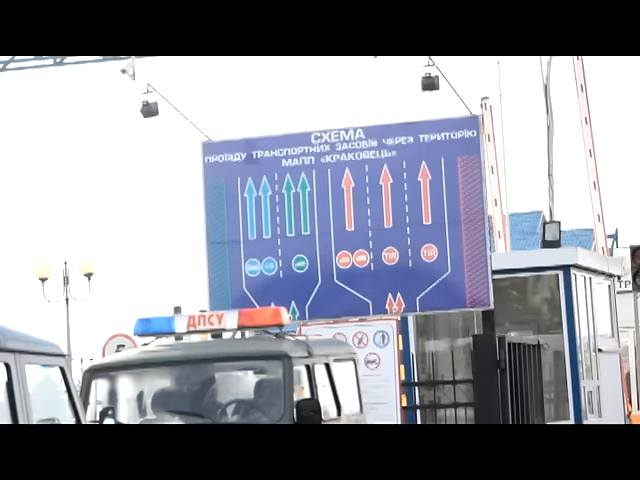 СХЕМА
ПРОЇЗДУ ТРАНСПОРТНИХ ЗАСОБІВ ЧЕРЕЗ ТЕРИТОРІЮ
МАПП «КРАКОВЕЦЬ»
TIR
TIR
ДПСУ